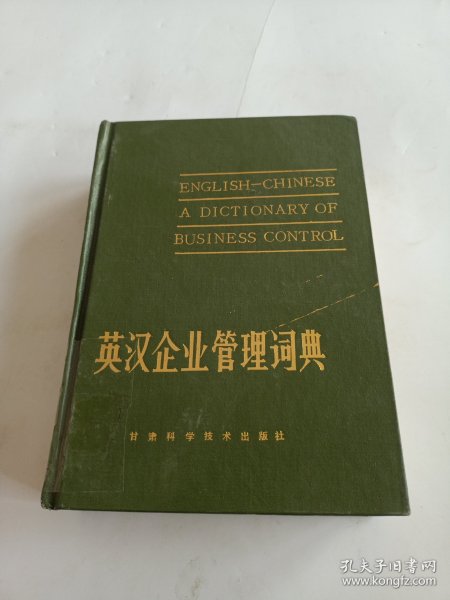 ENGLISH—CHINESE
A DICTIONARY OF
BUSINESS CONTROL
英汉企业管理词典
甘肃科学技术出版社
孔夫子旧书网
www.kongfz.com